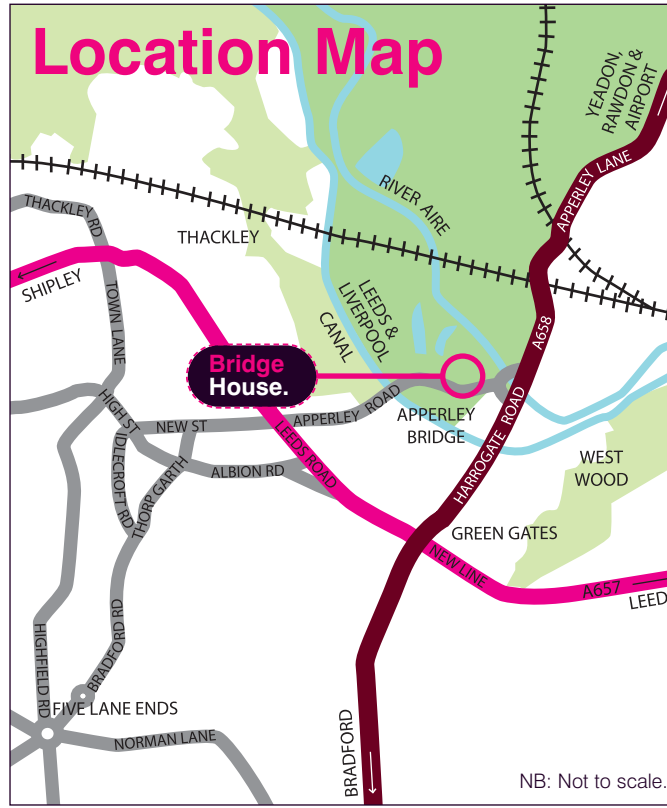 Location Map
YEADON,
RAWDON &
AIRPORT
APPERLEY LANE
RIVER AIRE
THACKLEY RD
THACKLEY
SHIPLEY
TOWN LANE
LEEDS &
LIVERPOOL
CANAL
A658
Bridge
House.
HIGH ST
NEW ST
APPERLEY ROAD
APPERLEY
BRIDGE
IDLECROFT RD
THORP GARTH
ALBION RD
LEEDS ROAD
HARROGATE ROAD
WEST
WOOD
GREEN GATES
NEW LINE
A657
LEED
HIGHFIELD RD
BRADFORD RD
FIVE LANE ENDS
NORMAN LANE
BRADFORD
NB: Not to scale.